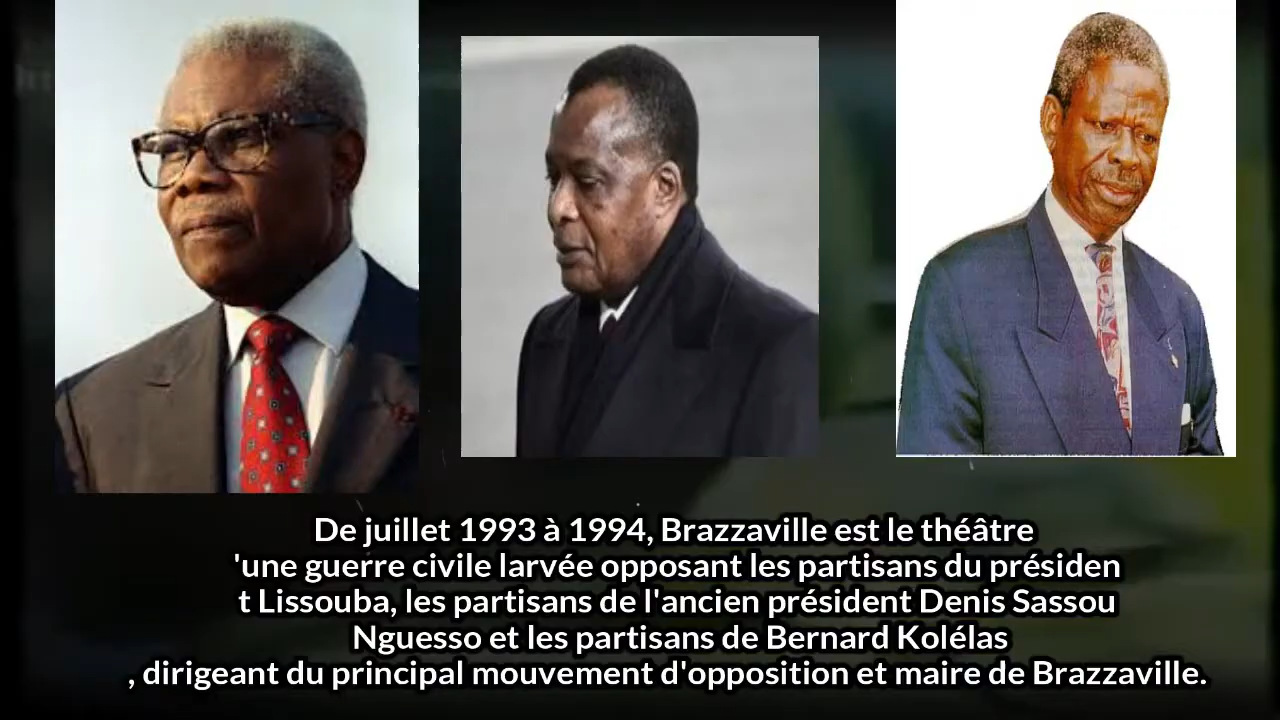 De juillet 1993 à 1994, Brazzaville est le théâtre
'une guerre civile larvée opposant les partisans du présiden
t Lissouba, les partisans de l'ancien président Denis Sassou
Nguesso et les partisans de Bernard Kolélas
, dirigeant du principal mouvement d'opposition et maire de Brazzaville.